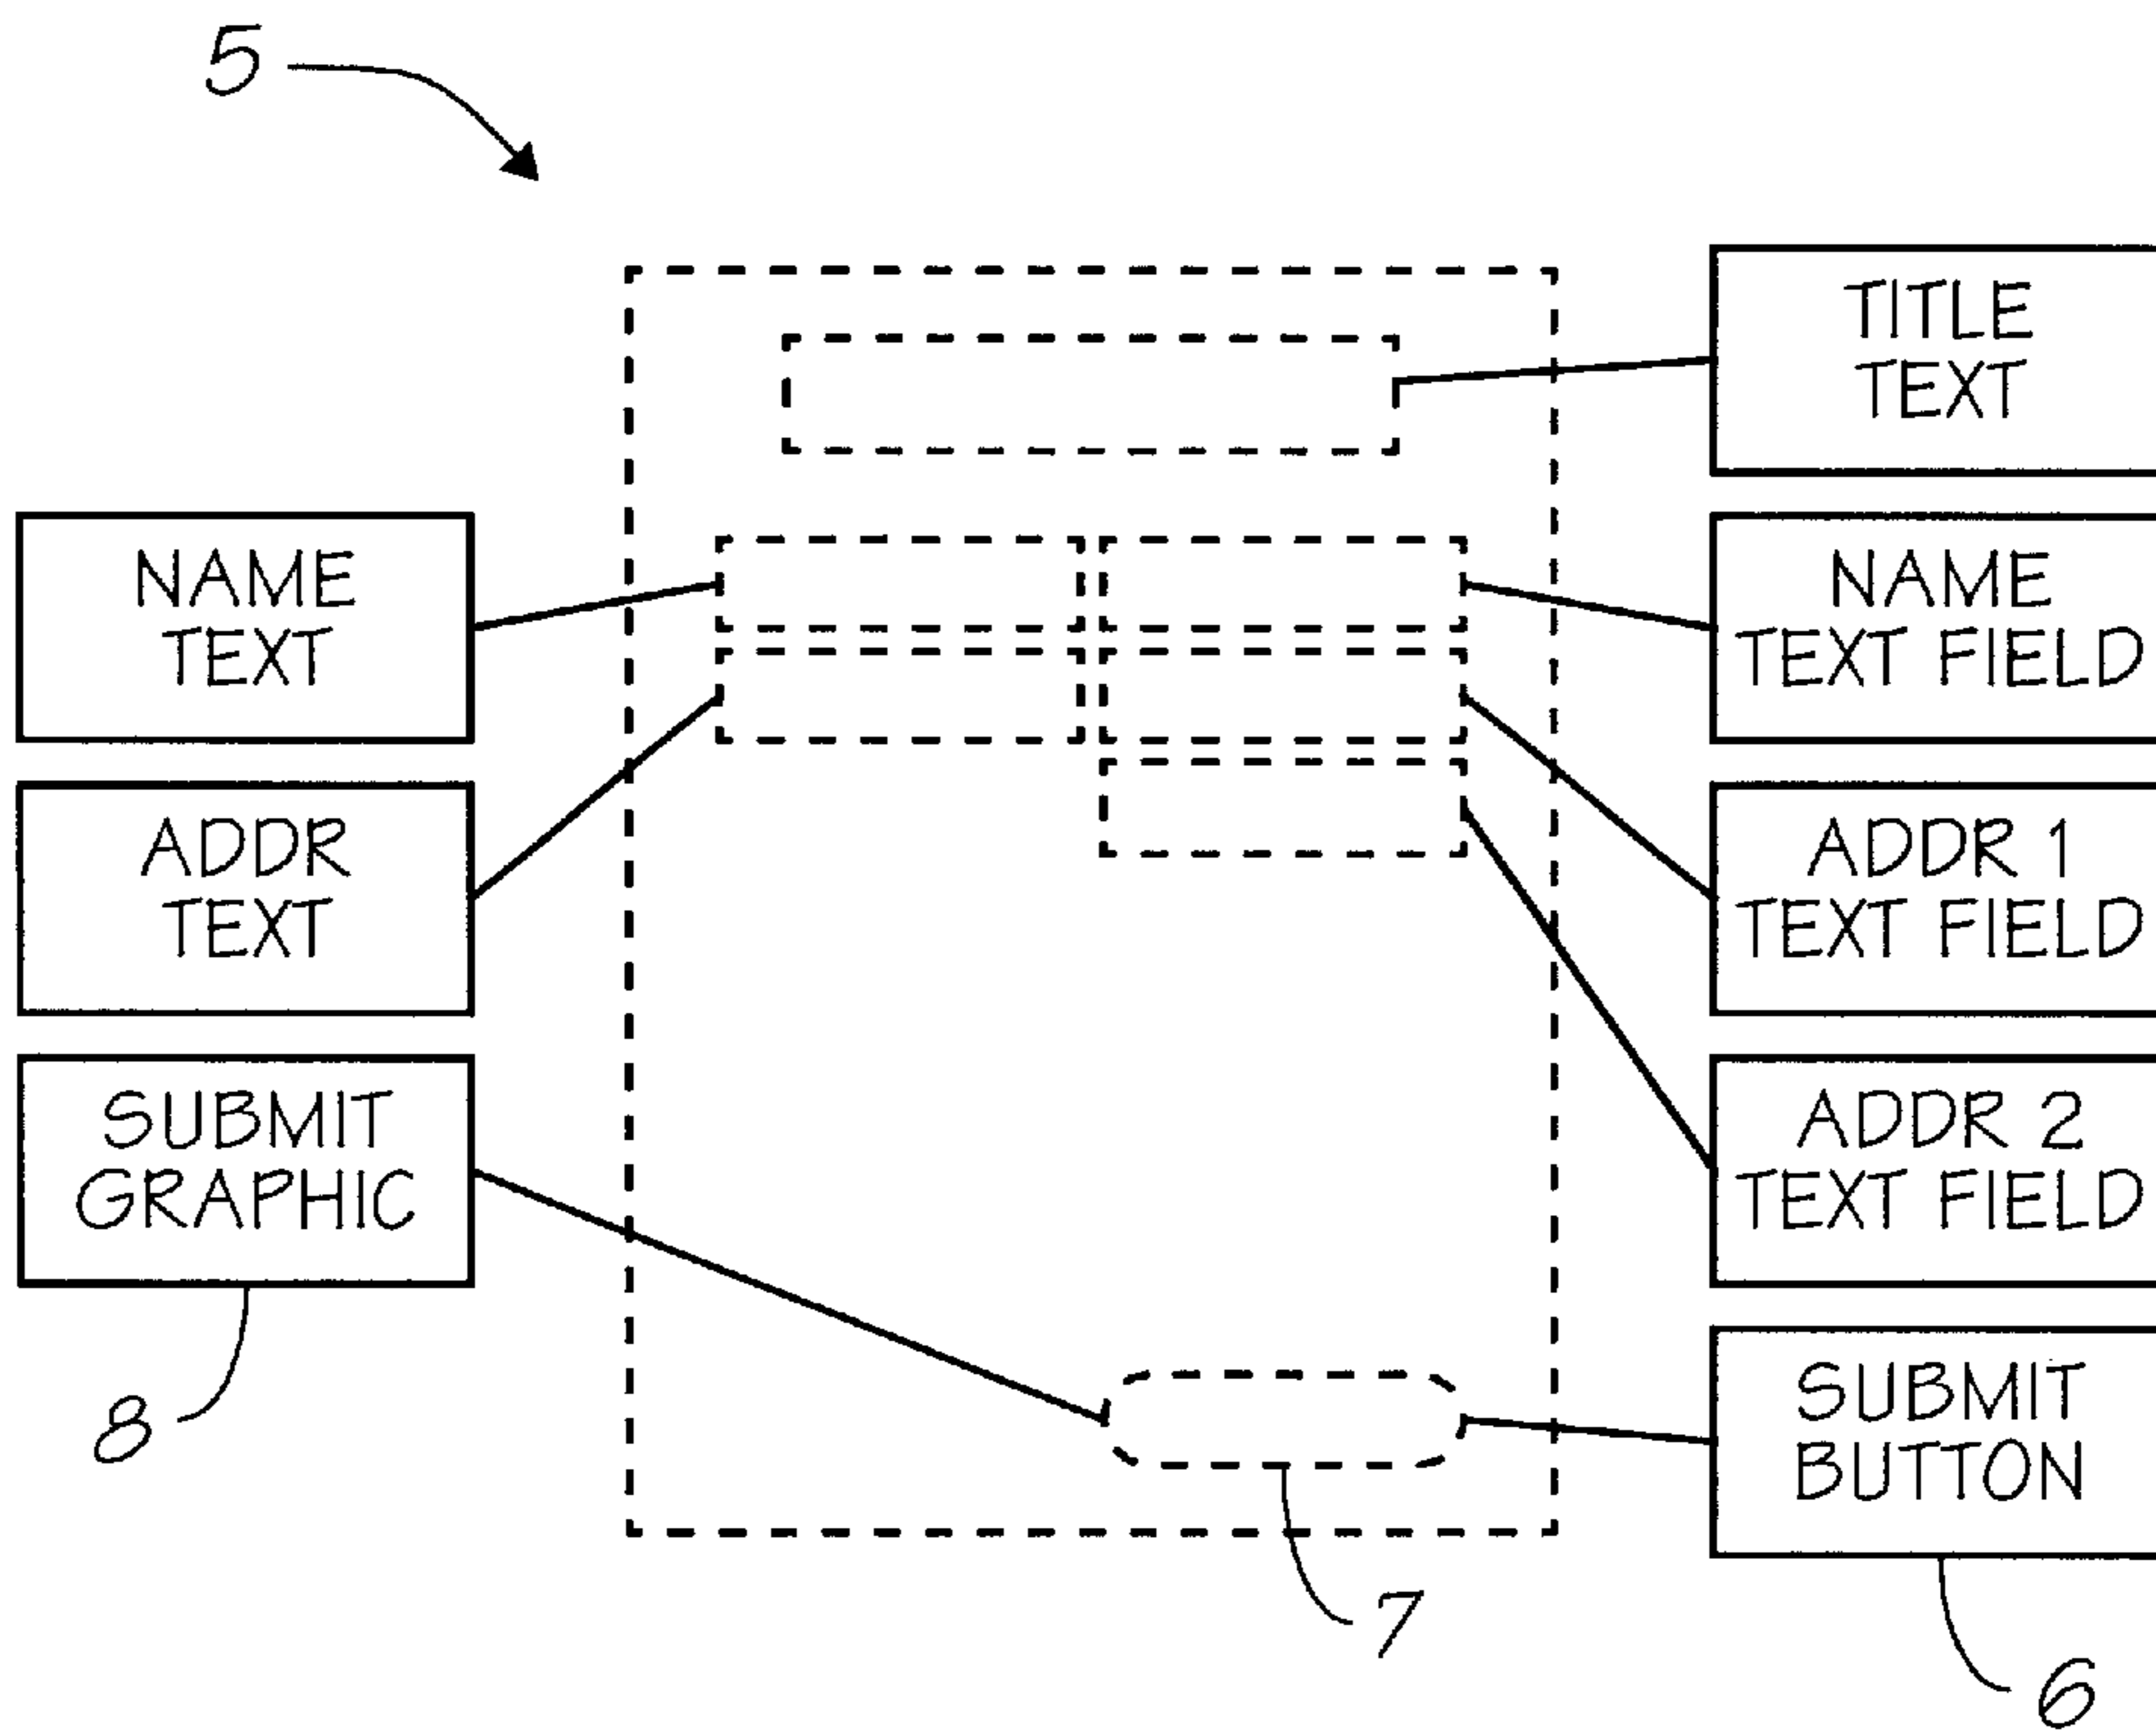 5
TITLE
TEXT
NAME
TEXT
NAME
TEXT FIELD
ADDR
TEXT
ADDR 1
TEXT FIELD
SUBMIT
GRAPHIC
ADDR 2
TEXT FIELD
SUBMIT
BUTTON
8
7
6